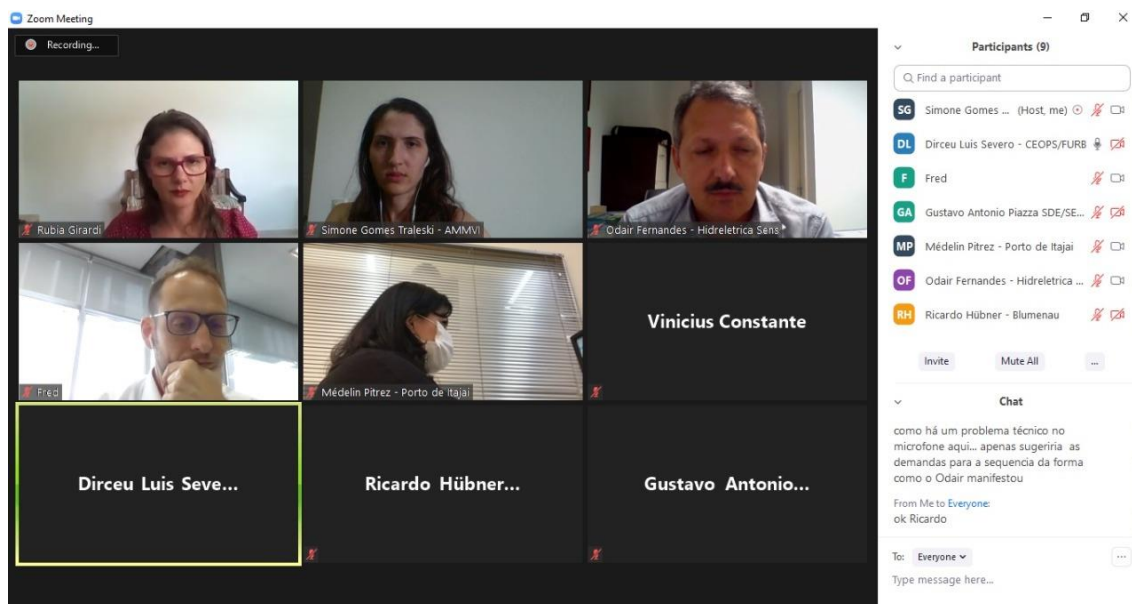 Zoom Meeting
Recording...
Rubia Girardi
Simone Gomes Traleski - AMMVI
Odair Fernandes - Hidreletrica Sens
Fred
Médelin Pitrez - Porto de Itajai
Vinicius Constante
Dirceu Luis Seve...
Ricardo Hübner...
Gustavo Antonio...
Participants (9)
Find a participant
SG Simone Gomes ... (Host, me)
DL Dirceu Luis Severo - CEOPS/FURB
F Fred
GA Gustavo Antonio Piazza SDE/SE...
MP Médelin Pitrez - Porto de Itajai
OF Odair Fernandes - Hidreletrica ...
RH Ricardo Hübner - Blumenau
Invite Mute All ...
Chat
como há um problema técnico no
microfone aqui... apenas sugeriria as
demandas para a sequencia da forma
como o Odair manifestou
From Me to Everyone:
ok Ricardo
To: Everyone
Type message here...